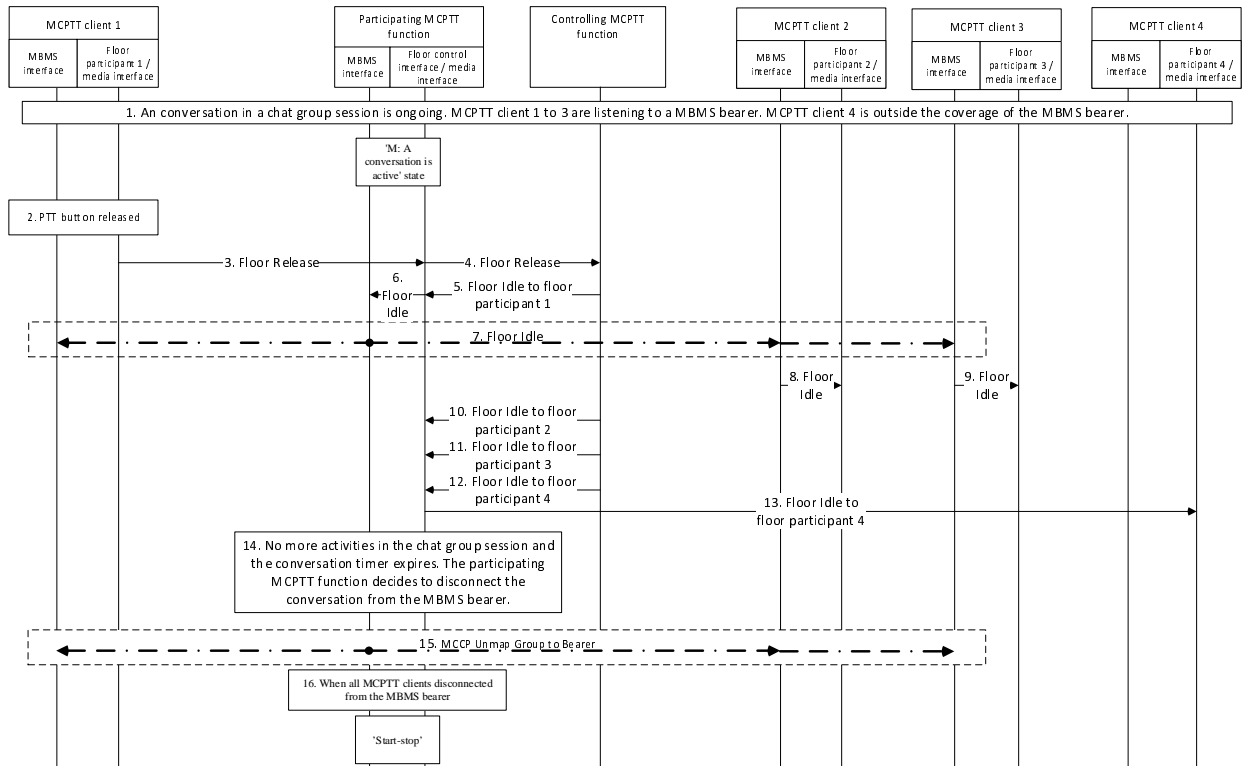 MCPTT client 1
MBMS
interface
Floor
participant 1 /
media interface
Participating MCPTT
function
MBMS
interface
Floor control
interface / media
interface
Controlling MCPTT
function
MCPTT client 2
MBMS
interface
Floor
participant 2 /
media interface
MCPTT client 3
MBMS
interface
Floor
participant 3 /
media interface
MCPTT client 4
MBMS
interface
Floor
participant 4 /
media interface
1. An conversation in a chat group session is ongoing. MCPTT client 1 to 3 are listening to a MBMS bearer. MCPTT client 4 is outside the coverage of the MBMS bearer.
'M: A
conversation is
active' state
2. PTT button released
3. Floor Release
4. Floor Release
5. Floor Idle to floor
participant 1
6.
Floor
Idle
7. Floor Idle
8. Floor
Idle
9. Floor
Idle
10. Floor Idle to floor
participant 2
11. Floor Idle to floor
participant 3
12. Floor Idle to floor
participant 4
13. Floor Idle to
floor participant 4
14. No more activities in the chat group session and
the conversation timer expires. The participating
MCPTT function decides to disconnect the
conversation from the MBMS bearer.
15. MCCP Unmap Group to Bearer
16. When all MCPTT clients disconnected
from the MBMS bearer
'Start-stop'